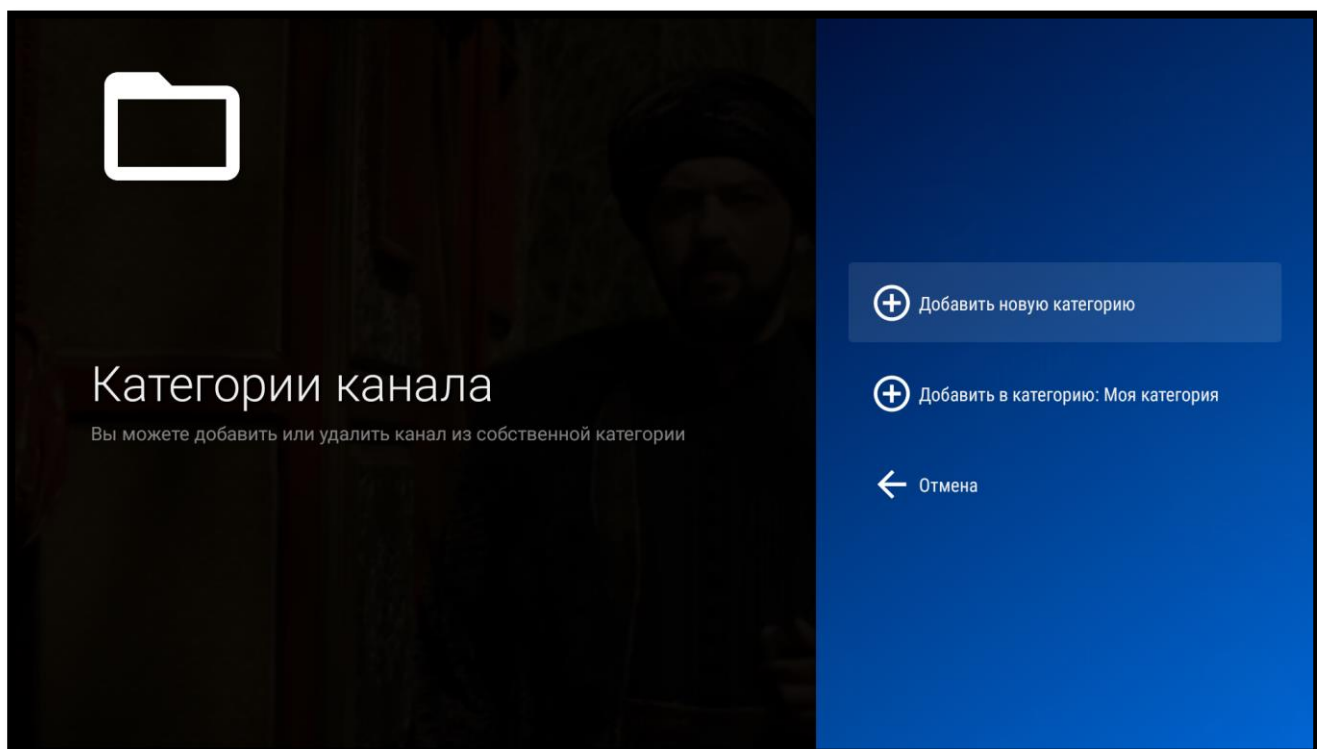 Категории канала
Вы можете добавить или удалить канал из собственной категории
Добавить новую категорию
Добавить в категорию: Моя категория
Отмена